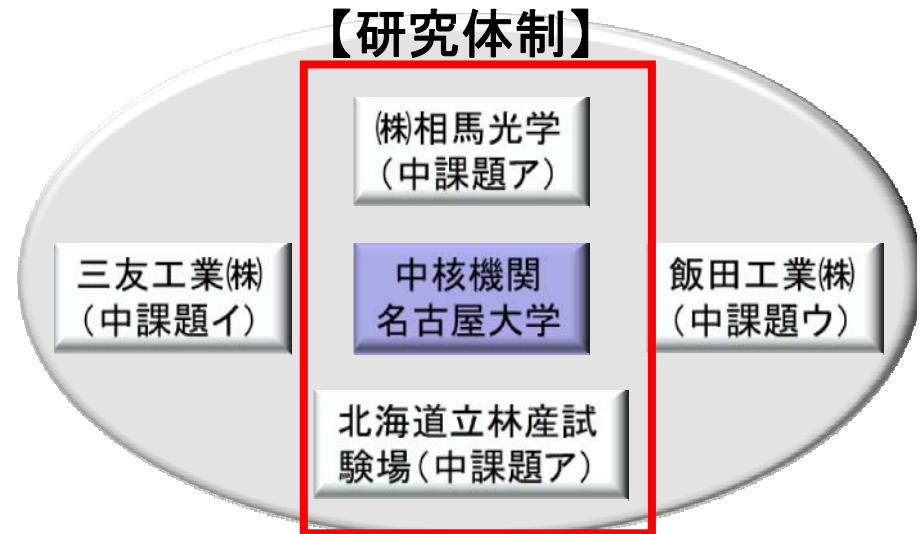 【研究体制】
㈱相馬光学
（中課題ア）
三友工業㈱
（中課題イ）
中核機関
名古屋大学
飯田工業㈱
（中課題ウ）
北海道立林産試
験場（中課題ア）